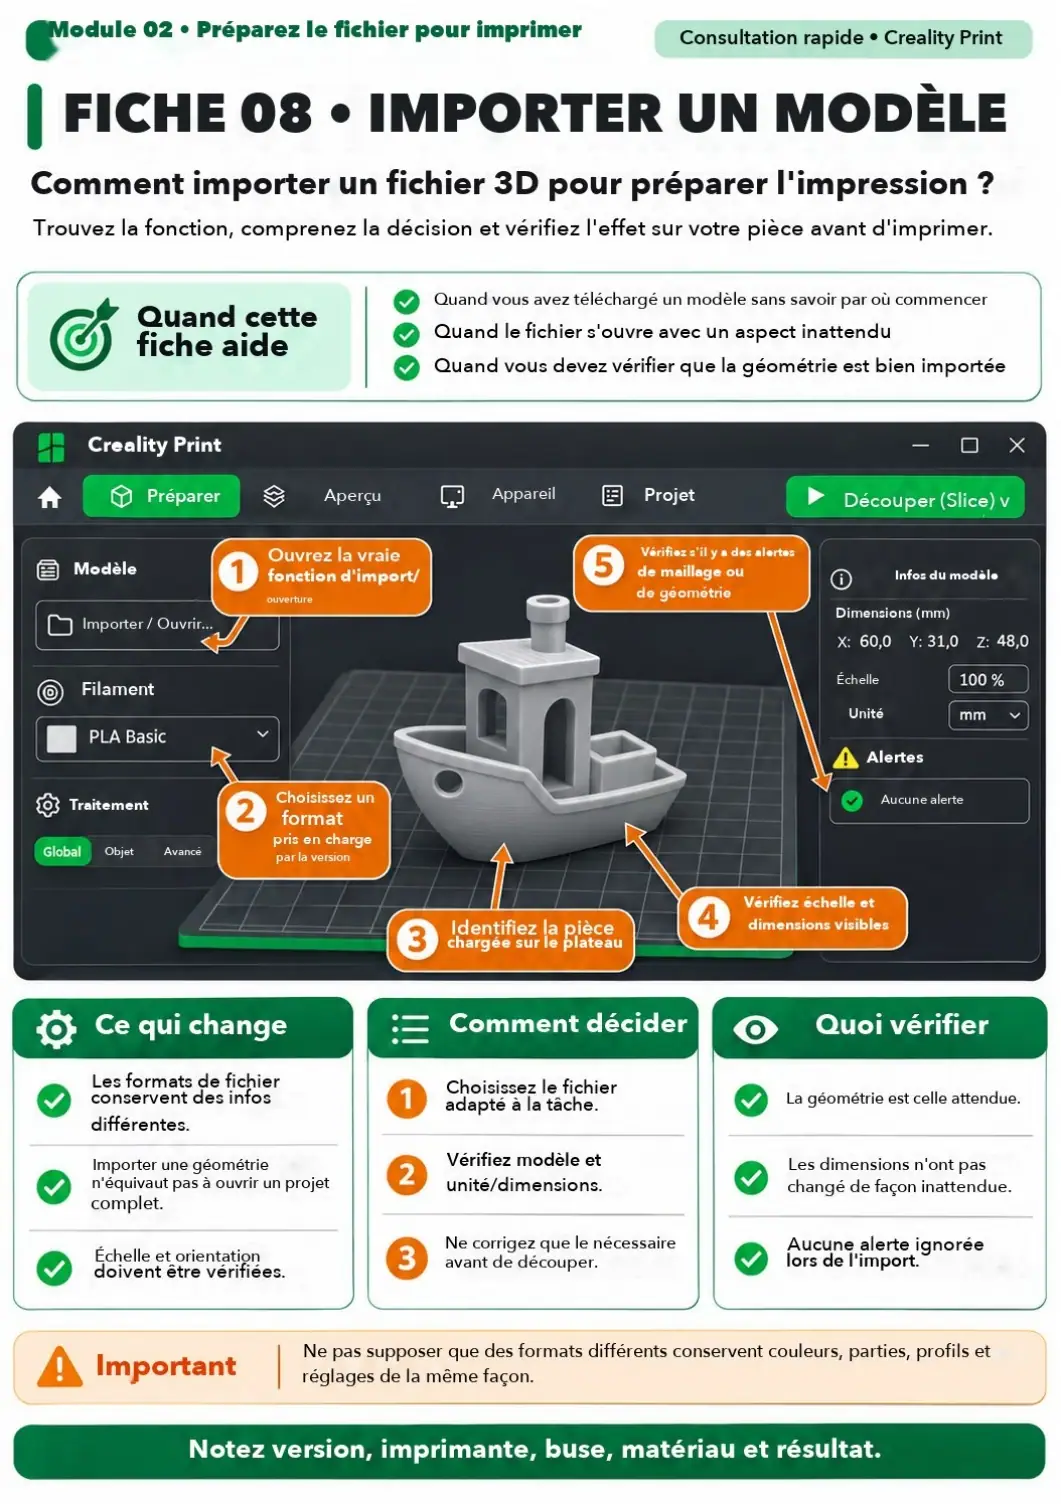 Module 02 • Préparez le fichier pour imprimer
Consultation rapide • Creality Print
FICHE 08 • IMPORTER UN MODÈLE
Comment importer un fichier 3D pour préparer l'impression ?
Trouvez la fonction, comprenez la décision et vérifiez l'effet sur votre pièce avant d'imprimer.
Quand cette
fiche aide
Quand vous avez téléchargé un modèle sans savoir par où commencer
Quand le fichier s'ouvre avec un aspect inattendu
Quand vous devez vérifier que la géométrie est bien importée
Creality Print
Préparer
Aperçu
Appareil
Projet
Découper (Slice) v
Modèle
Importer / Ouvrir...
Filament
PLA Basic
Traitement
Global
Objet
Avancé
1
Ouvrez la vraie
fonction d'import/
ouverture
2
Choisissez un
format
pris en charge
par la version
3
Identifiez la pièce
chargée sur le plateau
4
Vérifiez échelle et
dimensions visibles
5
Vérifiez s'il y a des alertes
de maillage ou
de géométrie
Infos du modèle
Dimensions (mm)
X: 60,0 Y: 31,0 Z: 48,0
Échelle
100 %
Unité
mm
Alertes
Aucune alerte
Ce qui change
Les formats de fichier
conservent des infos
différentes.
Importer une géométrie
n'équivaut pas à ouvrir un projet
complet.
Échelle et orientation
doivent être vérifiées.
Comment décider
1
Choisissez le fichier
adapté à la tâche.
2
Vérifiez modèle et
unité/dimensions.
3
Ne corrigez que le nécessaire
avant de découper.
Quoi vérifier
La géométrie est celle attendue.
Les dimensions n'ont pas
changé de façon inattendue.
Aucune alerte ignorée
lors de l'import.
Important
Ne pas supposer que des formats différents conservent couleurs, parties, profils et
réglages de la même façon.
Notez version, imprimante, buse, matériau et résultat.